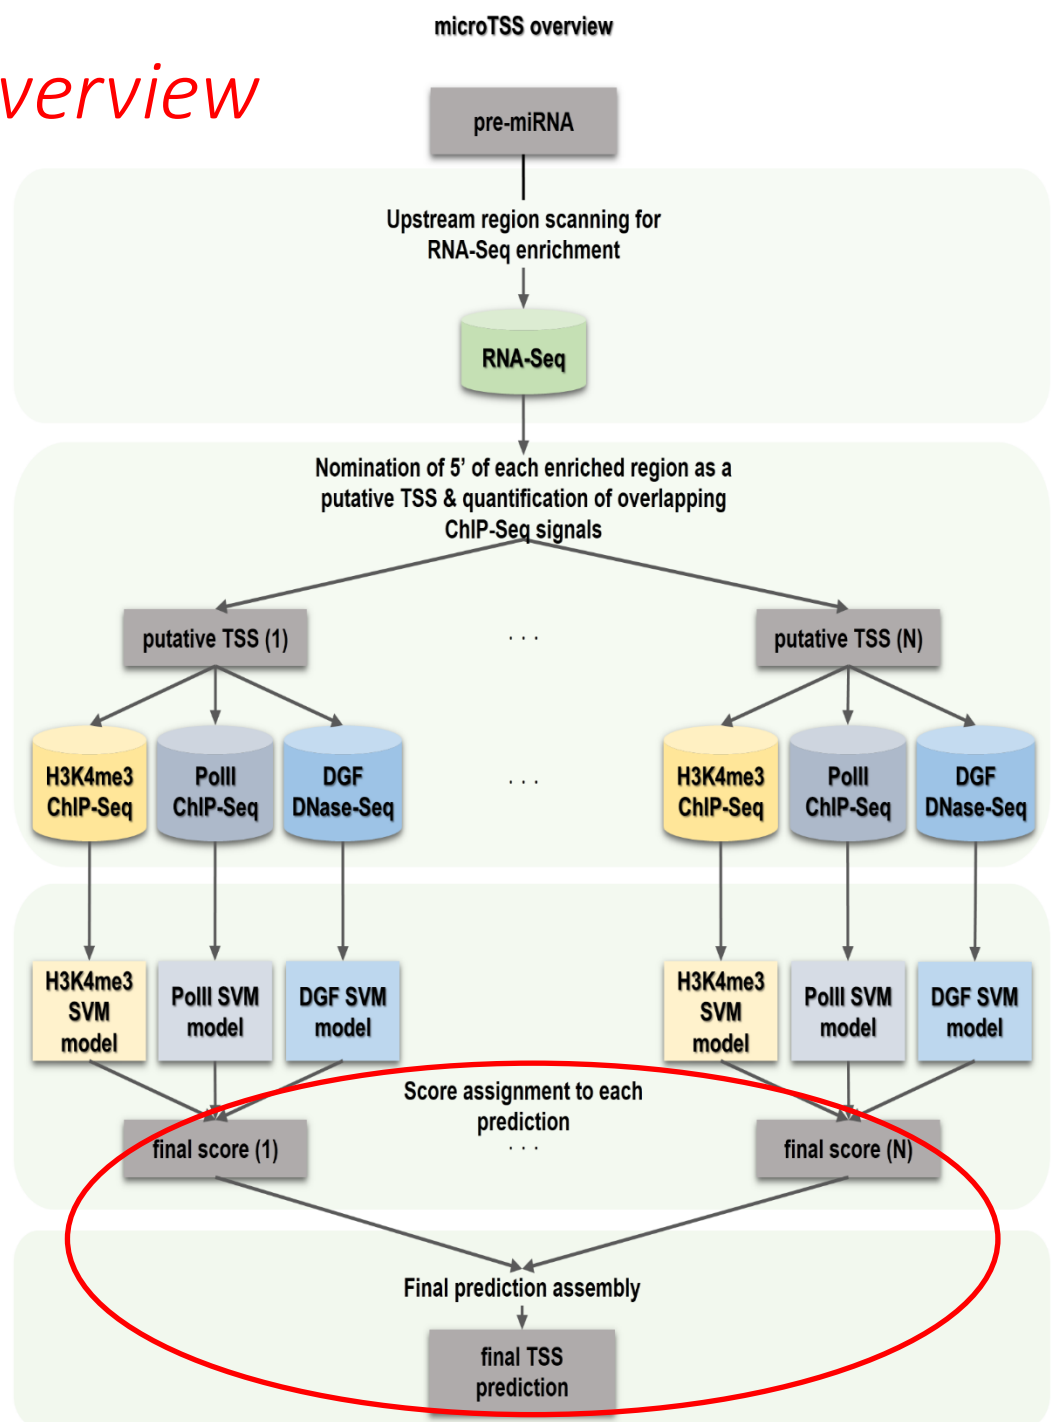 microTSS overview
verview
pre-miRNA
Upstream region scanning for
RNA-Seq enrichment
RNA-Seq
Nomination of 5’ of each enriched region as a
putative TSS & quantification of overlapping
ChIP-Seq signals
putative TSS (1)
. . .
putative TSS (N)
H3K4me3
ChIP-Seq
PolII
ChIP-Seq
DGF
DNase-Seq
. . .
H3K4me3
ChIP-Seq
PolII
ChIP-Seq
DGF
DNase-Seq
H3K4me3
SVM
model
PolII SVM
model
DGF SVM
model
H3K4me3
SVM
model
PolII SVM
model
DGF SVM
model
Score assignment to each
prediction
final score (1)
. . .
final score (N)
Final prediction assembly
final TSS
prediction